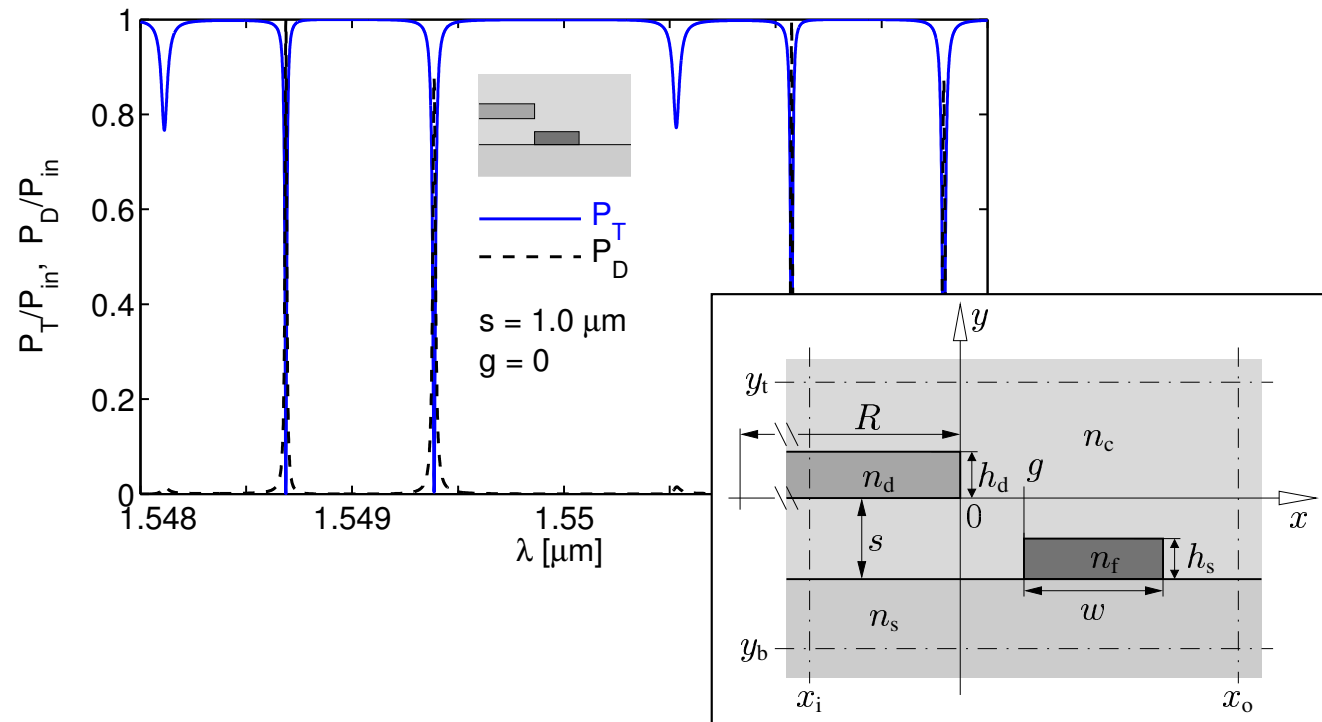 1
0.8
0.6
0.4
0.2
0
P_T/P_in, P_D/P_in
1.548
1.549
1.55
λ [μm]
P_T
P_D
s = 1.0 μm
g = 0
y
y_t
R
n_c
n_d
h_d
g
0
x
s
n_f
h_s
n_s
w
y_b
x_i
x_o